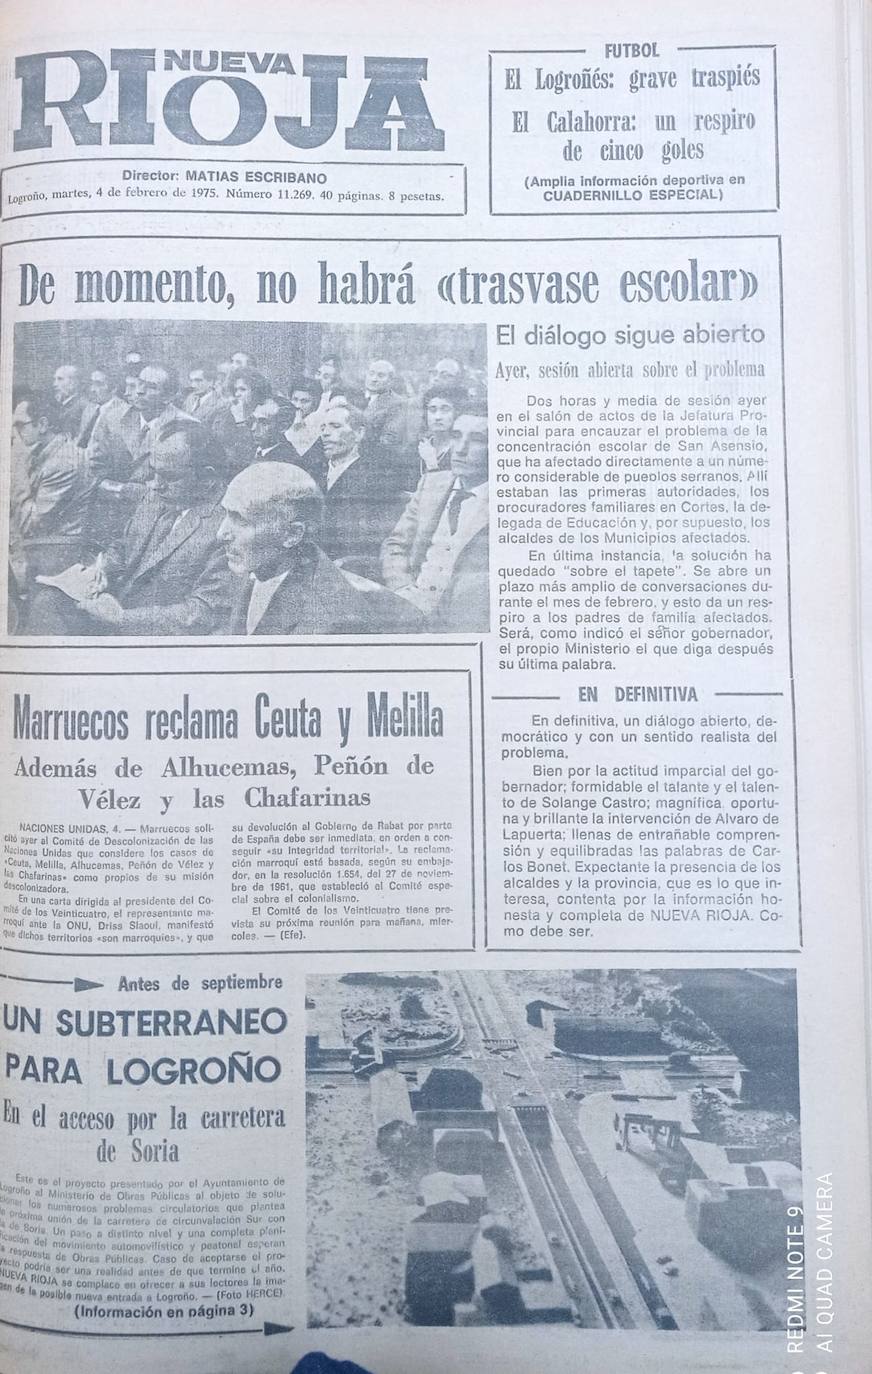 NUEVA
RIOJA
Director: MATIAS ESCRIBANO
Logroño, martes, 4 de febrero de 1975. Número 11.269. 40 páginas. 8 pesetas.
FUTBOL
El Logroñés: grave traspiés
El Calahorra: un respiro
de cinco goles
(Amplia información deportiva en
CUADERNILLO ESPECIAL)
De momento, no habrá «trasvase escolar»
El diálogo sigue abierto
Ayer, sesión abierta sobre el problema
Dos horas y media de sesión ayer
en el salón de actos de la Jefatura Pro-
vincial para encauzar el problema de la
concentración escolar de San Asensio,
que ha afectado directamente a un núme-
ro considerable de pueblos serranos. Allí
estaban las primeras autoridades, los
procuradores familiares en Cortes, la de-
legada de Educación y, por supuesto, los
alcaldes de los Municipios afectados.
En última instancia, la solución ha
quedado "sobre el tapete". Se abre un
plazo más amplio de conversaciones du-
rante el mes de febrero, y esto da un res-
piro a los padres de familia afectados.
Será, como indicó el señor gobernador,
el propio Ministerio el que diga después
su última palabra.
EN DEFINITIVA
En definitiva, un diálogo abierto, de-
mocrático y con un sentido realista del
problema.
Bien por la actitud imparcial del go-
bernador; formidable el talante y el talen-
to de Solange Castro; magnífica, oportu-
na y brillante la intervención de Alvaro de
Lapuerta; llenas de entrañable compren-
sión y equilibradas las palabras de Car-
los Bonet. Expectante la presencia de los
alcaldes y la provincia, que es lo que in-
teresa, contenta por la información ho-
nesta y completa de NUEVA RIOJA. Co-
mo debe ser.
Marruecos reclama Ceuta y Melilla
Además de Alhucemas, Peñón de
Vélez y las Chafarinas
NACIONES UNIDAS, 4. — Marruecos soli-
citó ayer al Comité de Descolonización de las
Naciones Unidas que considere los casos de
«Ceuta, Melilla, Alhucemas, Peñón de Vélez y
las Chafarinas» como propios de su misión
descolonizadora.
En una carta dirigida al presidente del Co-
mité de los Veinticuatro, el representante ma-
rroquí ante la ONU, Driss Slaoui, manifestó
que dichos territorios «son marroquíes», y que
su devolución al Gobierno de Rabat por parte
de España debe ser inmediata, en orden a con-
seguir «su integridad territorial». La reclama-
ción marroquí está basada, según su embaja-
dor, en la resolución 1.654, del 27 de noviem-
bre de 1961, que estableció el Comité espe-
cial sobre el colonialismo.
El Comité de los Veinticuatro tiene pre-
vista su próxima reunión para mañana, miér-
coles. — (Efe).
Antes de septiembre
UN SUBTERRANEO
PARA LOGROÑO
En el acceso por la carretera
de Soria
Este es el proyecto presentado por el Ayuntamiento de
Logroño al Ministerio de Obras Públicas al objeto de solu-
cionar los numerosos problemas circulatorios que plantea
la próxima unión de la carretera de circunvalación Sur con
la de Soria. Un paso a distinto nivel y una completa plani-
ficación del movimiento automovilístico y peatonal esperan
la respuesta de Obras Públicas. Caso de aceptarse el pro-
yecto podría ser una realidad antes de que termine el año.
NUEVA RIOJA se complace en ofrecer a sus lectores la ima-
gen de la posible nueva entrada a Logroño. — (Foto HERCE).
(Información en página 3)
REDMI NOTE 9
AI QUAD CAMERA